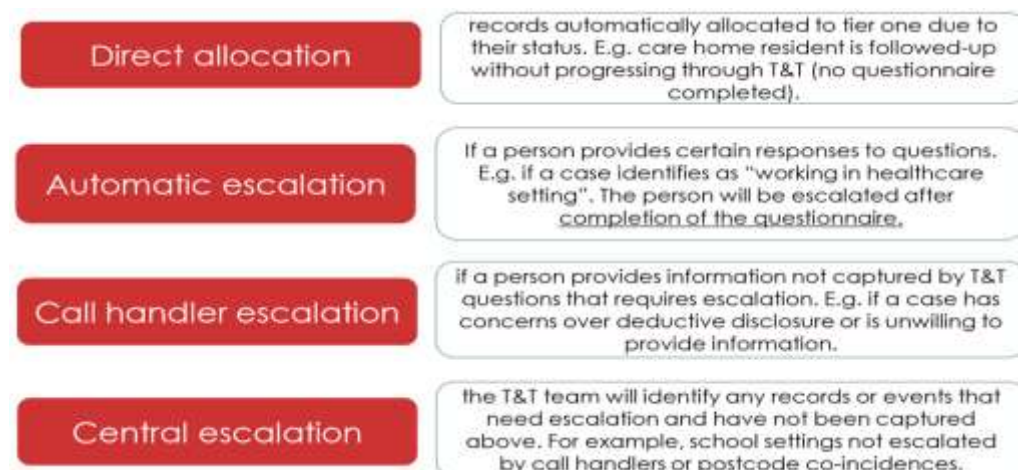 Direct allocation
records automatically allocated to tier one due to
their status. E.g. care home resident is followed-up
without progressing through T&T (no questionnaire
completed).
Automatic escalation
If a person provides certain responses to questions.
E.g. if a case identifies as "working in healthcare
setting". The person will be escalated after
completion of the questionnaire.
Call handler escalation
if a person provides information not captured by T&T
questions that requires escalation. E.g. if a case has
concerns over deductive disclosure or is unwilling to
provide information.
Central escalation
the T&T team will identify any records or events that
need escalation and have not been captured
above. For example, school settings not escalated
by call handlers or postcode co-incidences.